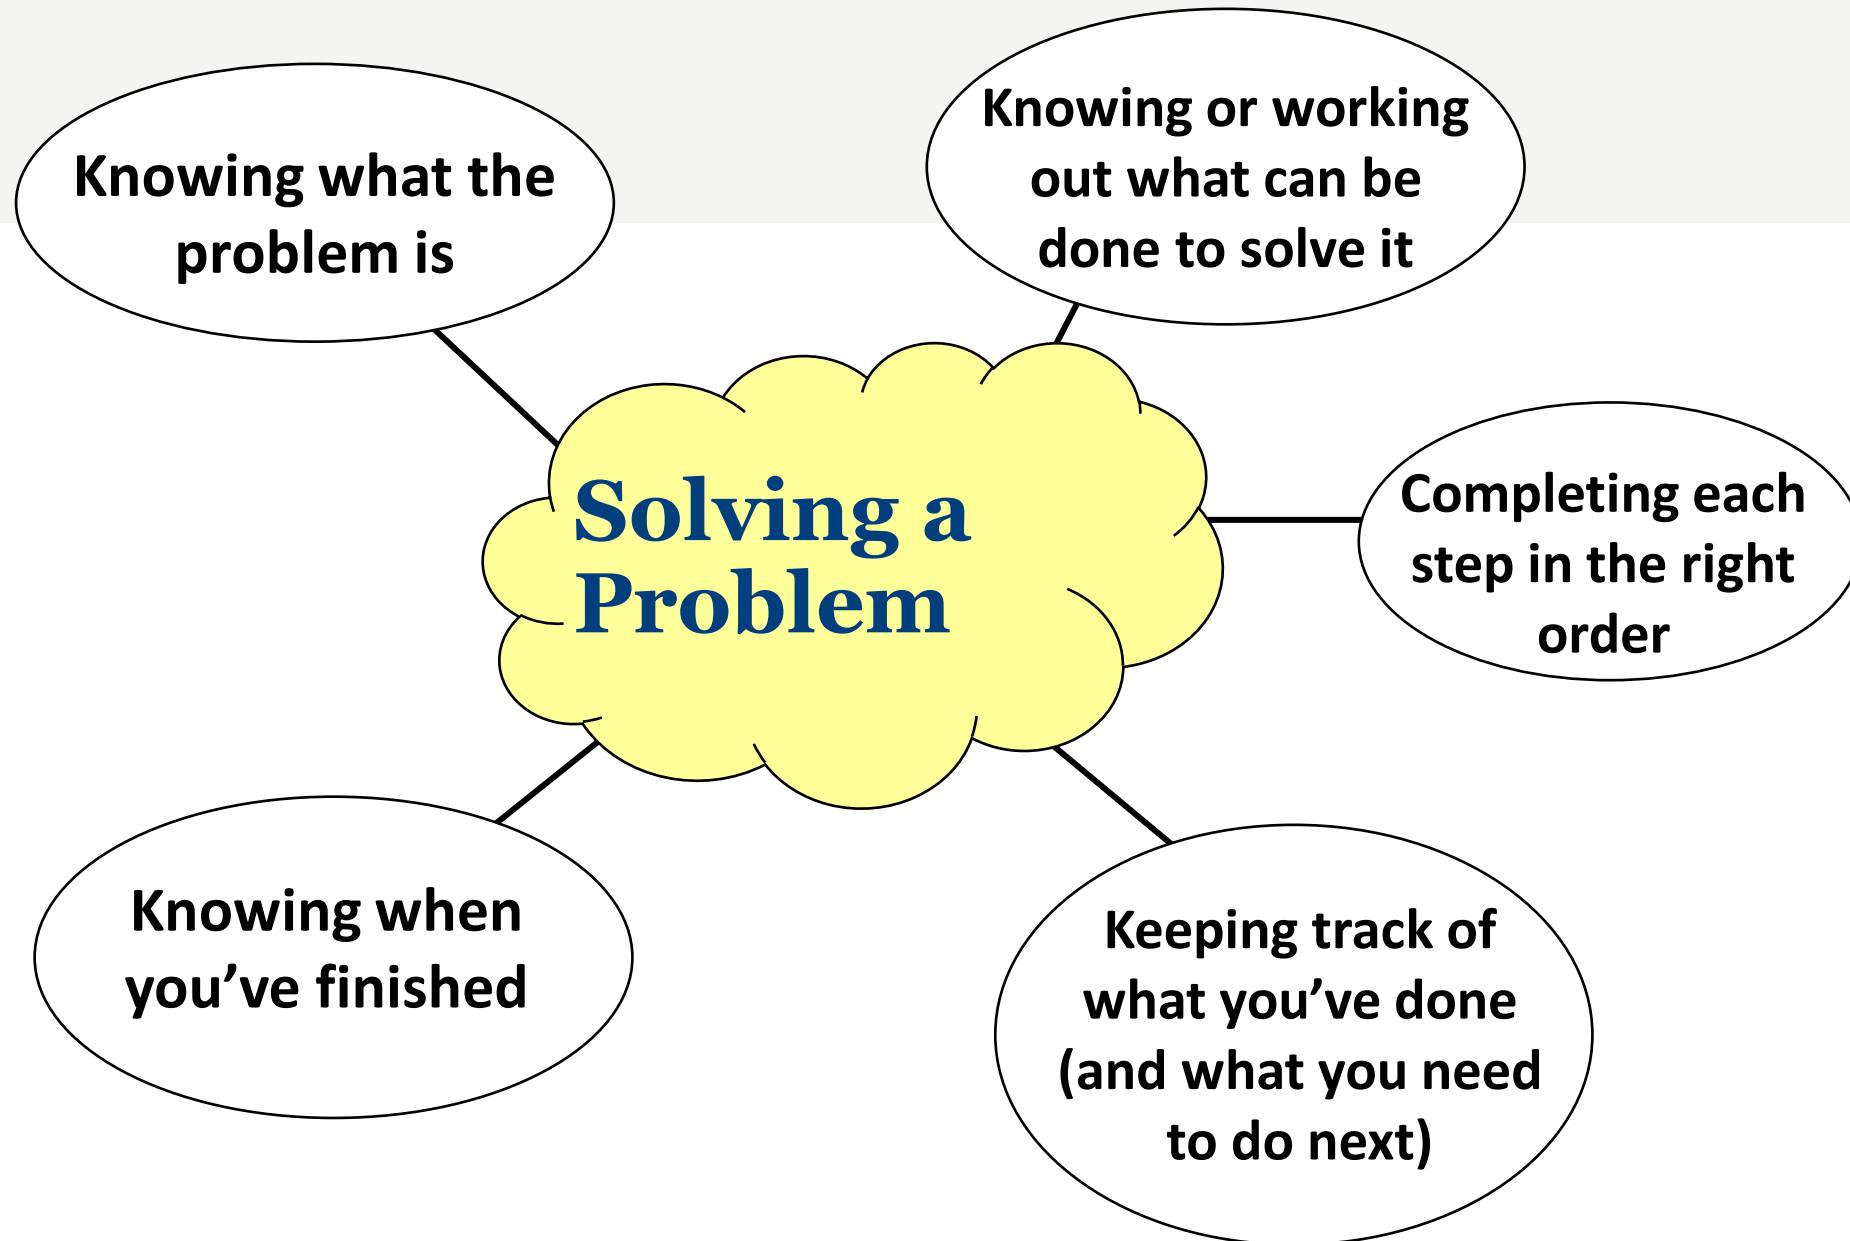 Knowing what the
problem is
Knowing or working
out what can be
done to solve it
Solving a
Problem
Completing each
step in the right
order
Knowing when
you’ve finished
Keeping track of
what you’ve done
(and what you need
to do next)